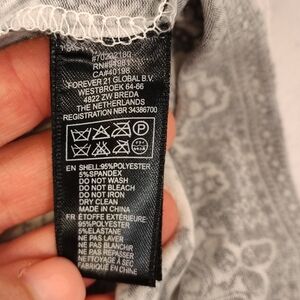 #70202180
RN#94981
CA#40198
FOREVER 21 GLOBAL B.V.
WESTBROEK 64-66
4822 ZW BREDA
THE NETHERLANDS
REGISTRATION NBR 34386700
P
EN SHELL:95%POLYESTER
5%SPANDEX
DO NOT WASH
DO NOT BLEACH
DO NOT IRON
DRY CLEAN
MADE IN CHINA
FR ÉTOFFE EXTÉRIEURE:
95%POLYESTER
5%ELASTANE
NE PAS LAVER
NE PAS BLANCHIR
NE PAS REPASSER
NETTOYAGE À SEC
FABRIQUÉ EN CHINE